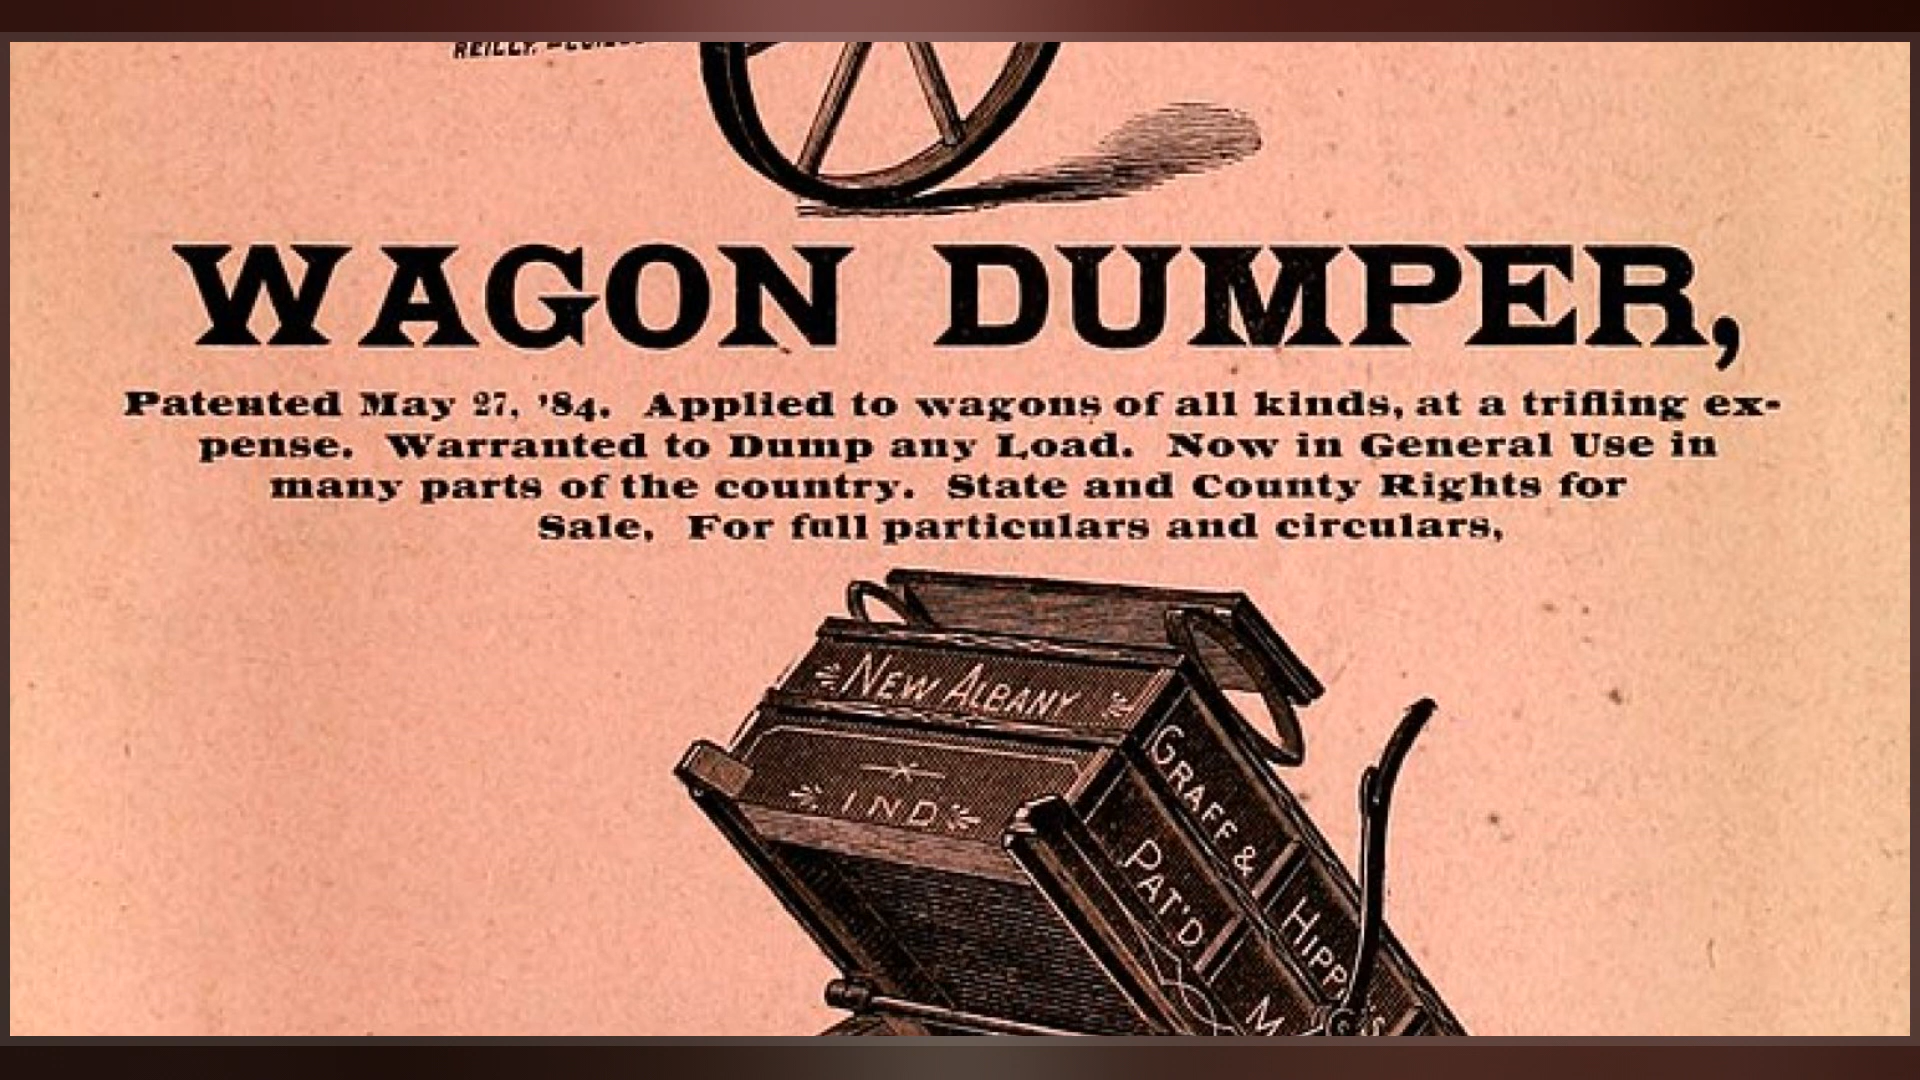 WAGON DUMPER,
Patented May 27, '84. Applied to wagons of all kinds, at a trifling ex-
pense. Warranted to Dump any Load. Now in General Use in
many parts of the country. State and County Rights for
Sale, For full particulars and circulars,
NEW ALBANY
IND
GRAFF &
PAT'D